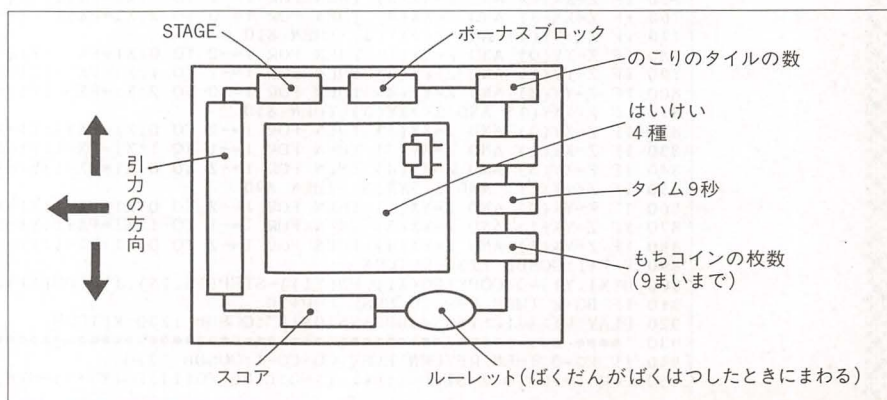 STAGE
ボーナスブロック
のこりのタイルの数
はいけい
4種
引力の方向
タイム9秒
もちコインの枚数
(9まいまで)
スコア
ルーレット(ばくだんがばくはつしたときにまわる)